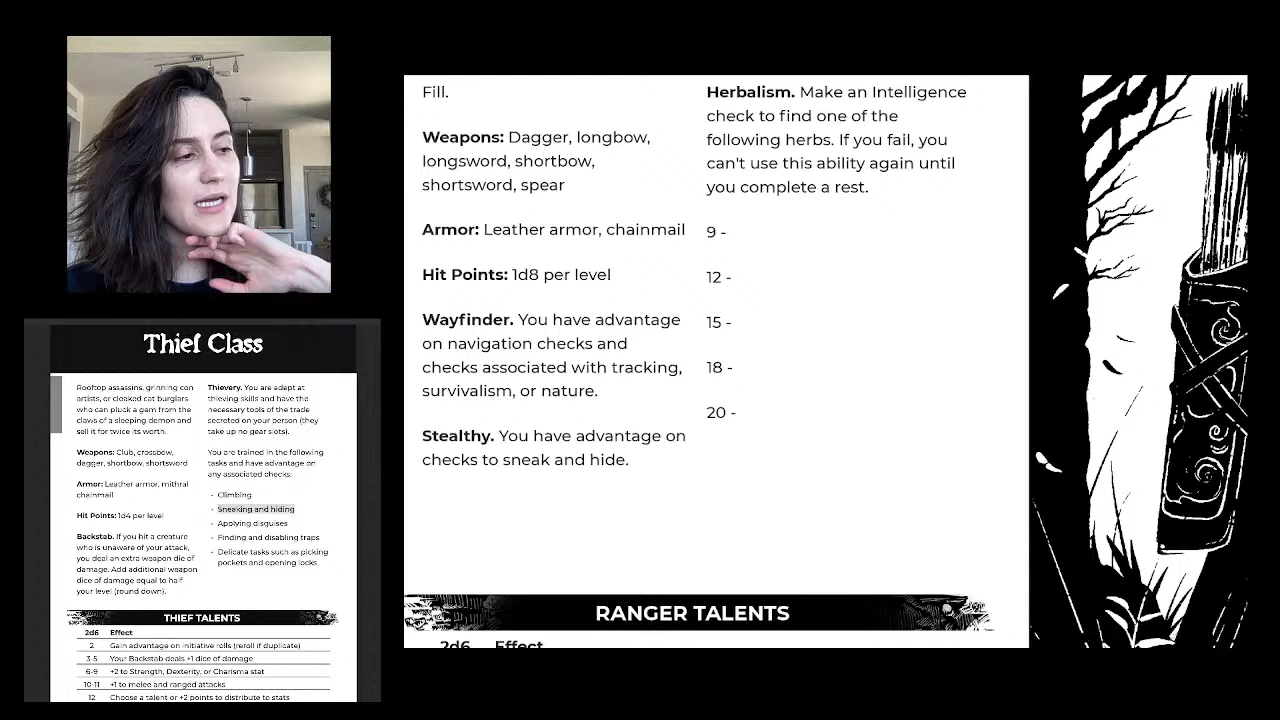 Fill.
Weapons: Dagger, longbow,
longsword, shortbow,
shortsword, spear
Armor: Leather armor, chainmail
Hit Points: 1d8 per level
Wayfinder. You have advantage
on navigation checks and
checks associated with tracking,
survivalism, or nature.
Stealthy. You have advantage on
checks to sneak and hide.
Herbalism. Make an Intelligence
check to find one of the
following herbs. If you fail, you
can't use this ability again until
you complete a rest.
9 -
12 -
15 -
18 -
20 -
RANGER TALENTS
2d6 Effect
Thief Class
Rooftop assassins, grinning con
artists, or cloaked cat burglars
who can pluck a gem from the
claws of a sleeping demon and
sell it for twice its worth.
Weapons: Club, crossbow,
dagger, shortbow, shortsword
Armor: Leather armor, mithral
chainmail
Hit Points: 1d4 per level
Backstab. If you hit a creature
who is unaware of your attack,
you deal an extra weapon die of
damage. Add additional weapon
dice of damage equal to half
your level (round down).
Thievery. You are adept at
thieving skills and have the
necessary tools of the trade
secreted on your person (they
take up no gear slots).
You are trained in the following
tasks and have advantage on
any associated checks:
• Climbing
• Sneaking and hiding
• Applying disguises
• Finding and disabling traps
• Delicate tasks such as picking
pockets and opening locks
THIEF TALENTS
2d6 Effect
2 Gain advantage on initiative rolls (reroll if duplicate)
3-5 Your Backstab deals +1 dice of damage
6-9 +2 to Strength, Dexterity, or Charisma stat
10-11 +1 to melee and ranged attacks
12 Choose a talent or +2 points to distribute to stats